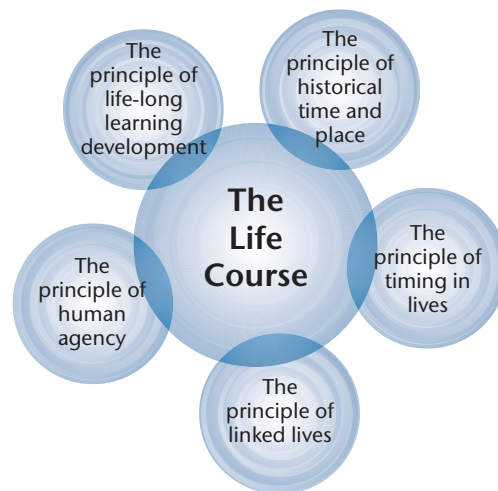 The
principle of
life-long
learning
development
The
principle of
historical
time and
place
The
Life
Course
The
principle of
timing in
lives
The
principle of
human
agency
The
principle of
linked lives